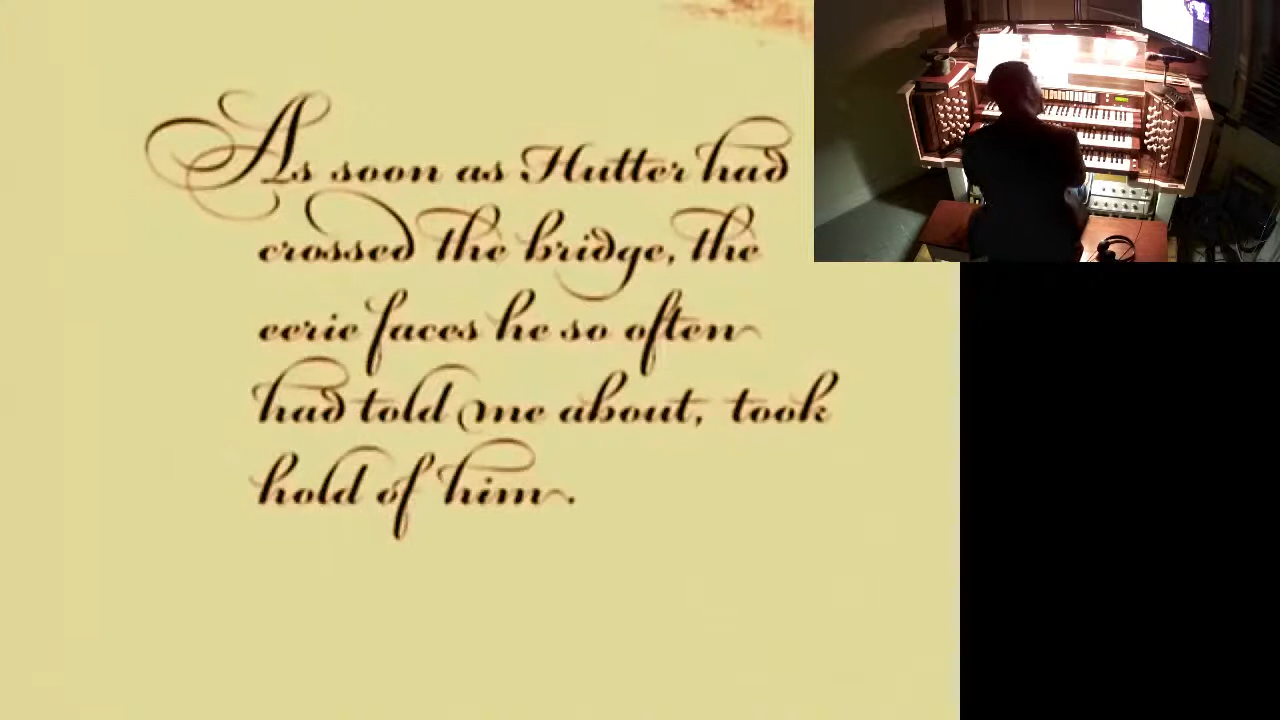 As soon as Hutter had
crossed the bridge, the
eerie faces he so often
had told me about, took
hold of him.